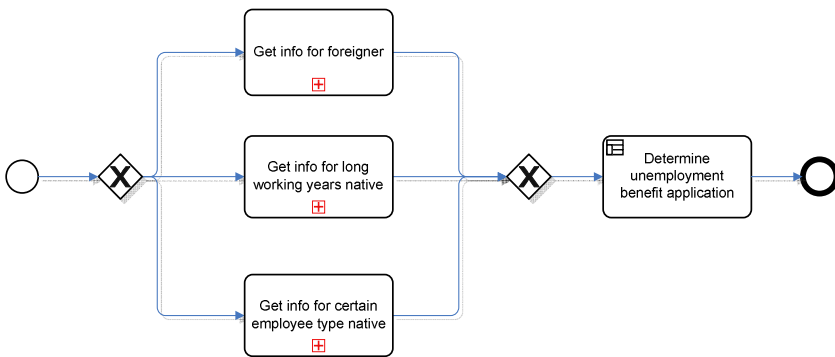 Get info for foreigner
Get info for long
working years native
Determine
unemployment
benefit application
Get info for certain
employee type native